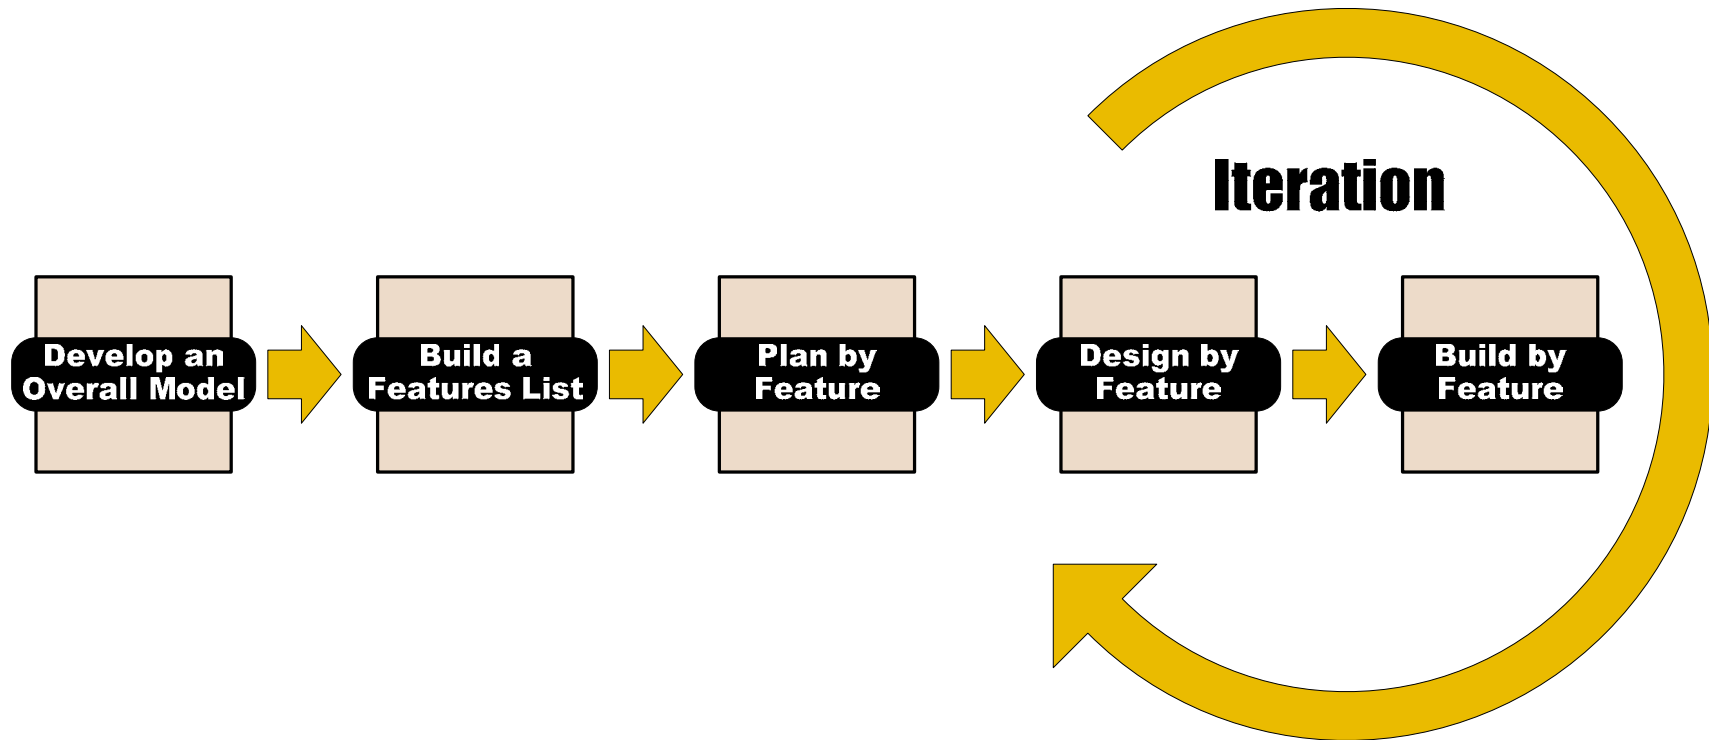 Iteration
Develop an
Overall Model
Build a
Features List
Plan by
Feature
Design by
Feature
Build by
Feature